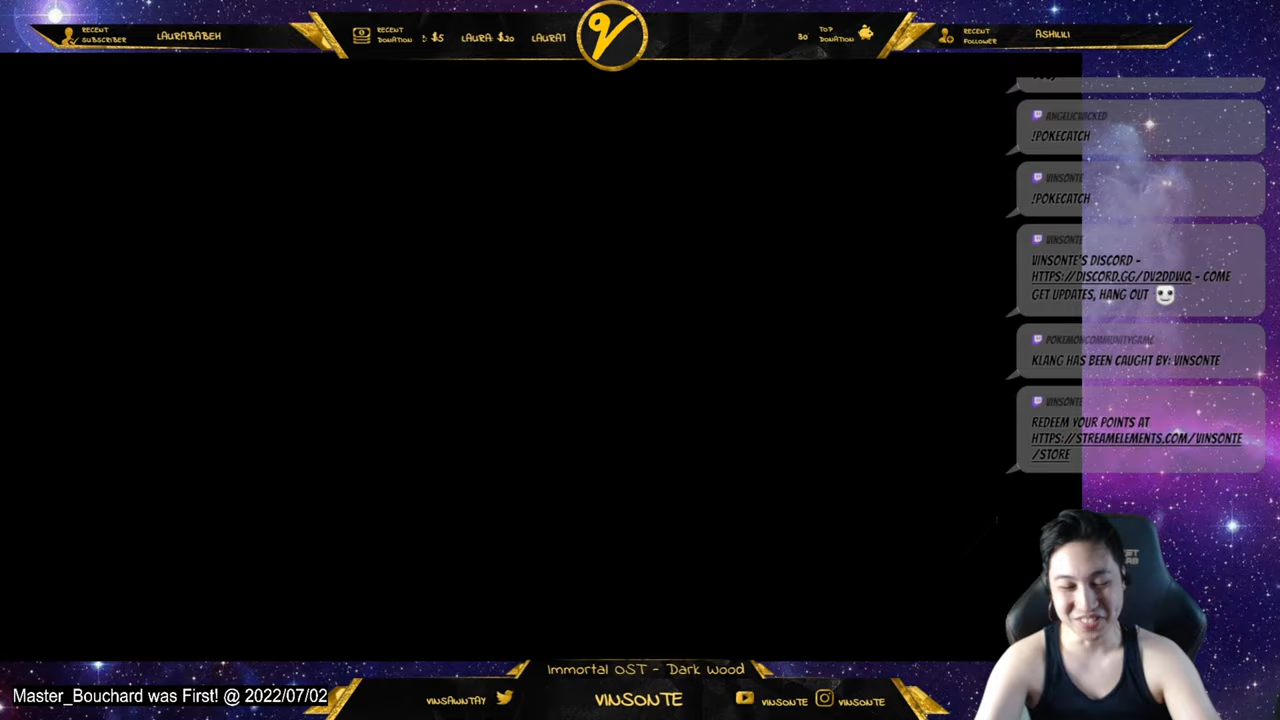 RECENT
SUBSCRIBER
LAURABABEH
RECENT
DONATION
$5
LAURA: $20
TOP
DONATION
RECENT
FOLLOWER
ASHILILI
ANGELICWICKED
!POKECATCH
VINSONTE
!POKECATCH
VINSONTE
VINSONTE'S DISCORD -
HTTPS://DISCORD.GG/DV2DDWQ - COME
GET UPDATES, HANG OUT
POKEMONCOMMUNITYGAME
KLANG HAS BEEN CAUGHT BY: VINSONTE
VINSONTE
REDEEM YOUR POINTS AT
HTTPS://STREAMELEMENTS.COM/VINSONTE
/STORE
Immortal OST - Dark Wood
Master_Bouchard was First! @ 2022/07/02
VINSAWNTAY
VINSONTE
VINSONTE
VINSONTE